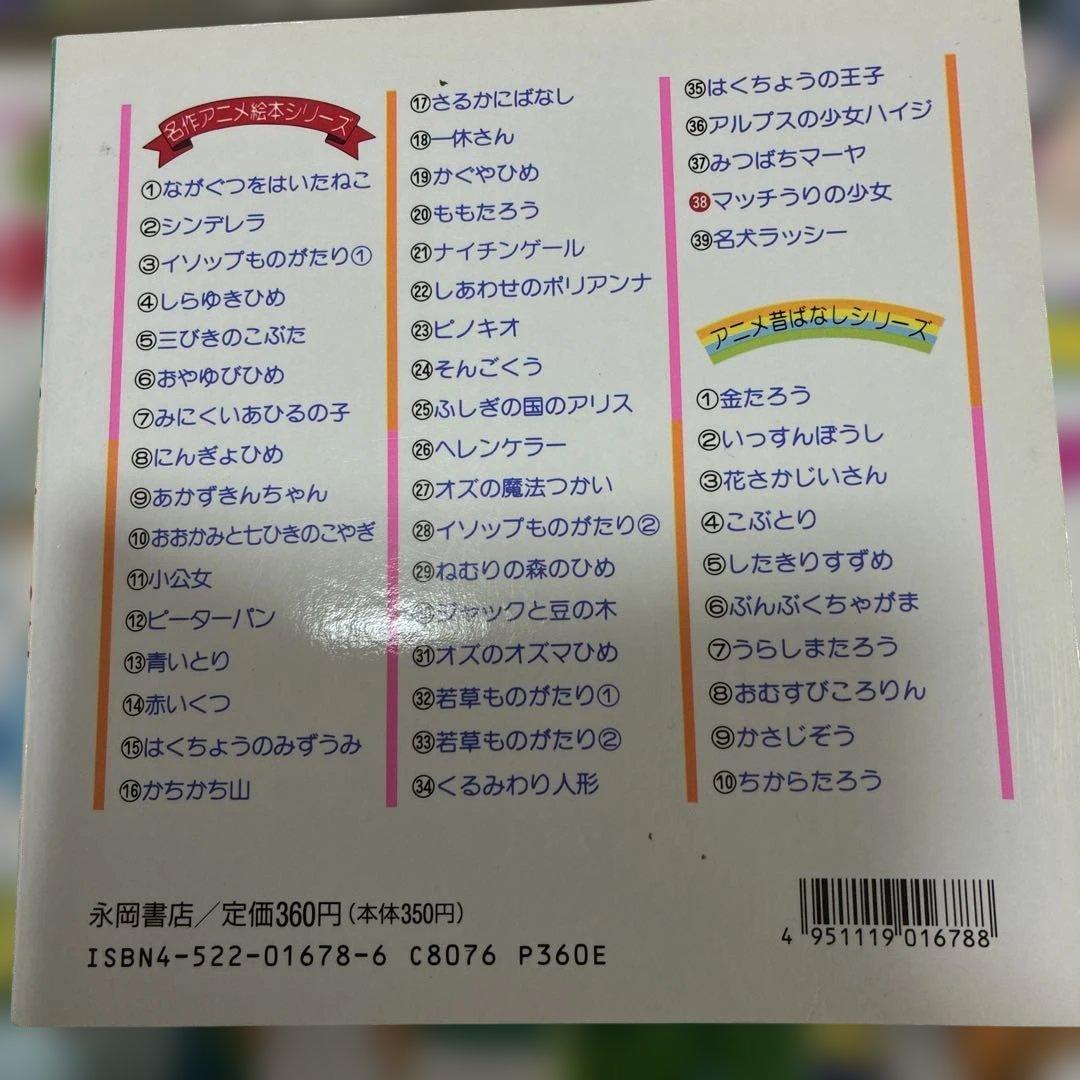 名作アニメ絵本シリーズ
①ながぐつをはいたねこ
②シンデレラ
③イソップものがたり①
④しらゆきひめ
⑤三びきのこぶた
⑥おやゆびひめ
⑦みにくいあひるの子
⑧にんぎょひめ
⑨あかずきんちゃん
⑩おおかみと七ひきのこやぎ
⑪小公女
⑫ピーターパン
⑬青いとり
⑭赤いくつ
⑮はくちょうのみずうみ
⑯かちかち山
⑰さるかにばなし
⑱一休さん
⑲かぐやひめ
⑳ももたろう
㉑ナイチンゲール
㉒しあわせのポリアンナ
㉓ピノキオ
㉔そんごくう
㉕ふしぎの国のアリス
㉖ヘレンケラー
㉗オズの魔法つかい
㉘イソップものがたり②
㉙ねむりの森のひめ
ジャックと豆の木
㉛オズのオズマひめ
㉜若草ものがたり①
㉝若草ものがたり②
㉞くるみわり人形
㉟はくちょうの王子
㊱アルプスの少女ハイジ
㊲みつばちマーヤ
㊳マッチうりの少女
㊴名犬ラッシー
アニメ昔ばなしシリーズ
①金たろう
②いっすんぼうし
③花さかじいさん
④こぶとり
⑤したきりすずめ
⑥ぶんぶくちゃがま
⑦うらしまたろう
⑧おむすびころりん
⑨かさじぞう
⑩ちからたろう
永岡書店／定価360円(本体350円)
ISBN4-522-01678-6 C8076 P360E
4 951119 016788